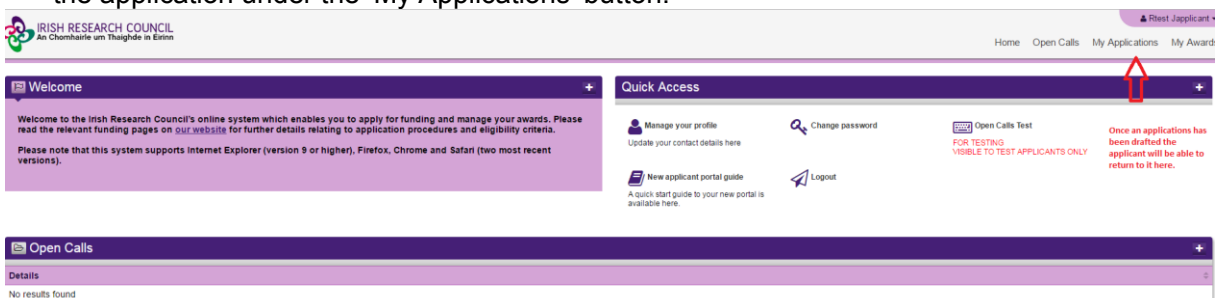 the application under the 'My Applications' button.
IRISH RESEARCH COUNCIL
An Chomhairle um Thaighde in Éirinn
Rtest Japplicant
Home Open Calls My Applications My Awards
Welcome
Welcome to the Irish Research Council's online system which enables you to apply for funding and manage your awards. Please
read the relevant funding pages on our website for further details relating to application procedures and eligibility criteria.
Please note that this system supports Internet Explorer (version 9 or higher), Firefox, Chrome and Safari (two most recent
versions).
Quick Access
Manage your profile
Update your contact details here
Change password
Open Calls Test
FOR TESTING
VISIBLE TO TEST APPLICANTS ONLY
Once an applications has
been drafted the
applicant will be able to
return to it here.
New applicant portal guide
A quick start guide to your new portal is
available here.
Logout
Open Calls
Details
No results found